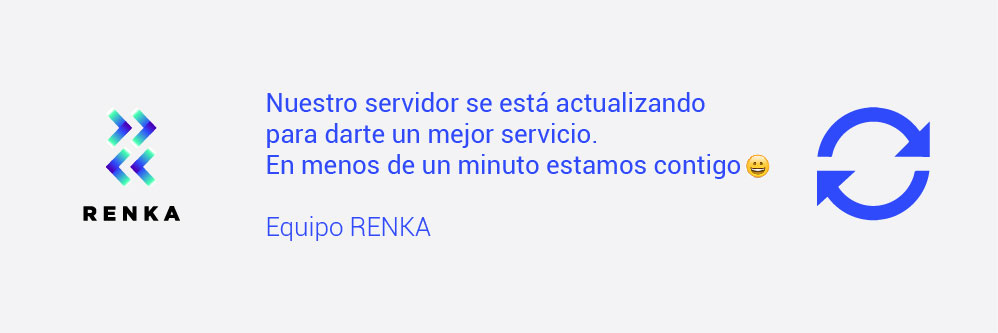 Nuestro servidor se está actualizando
para darte un mejor servicio.
En menos de un minuto estamos contigo 😀
Equipo RENKA
RENKA